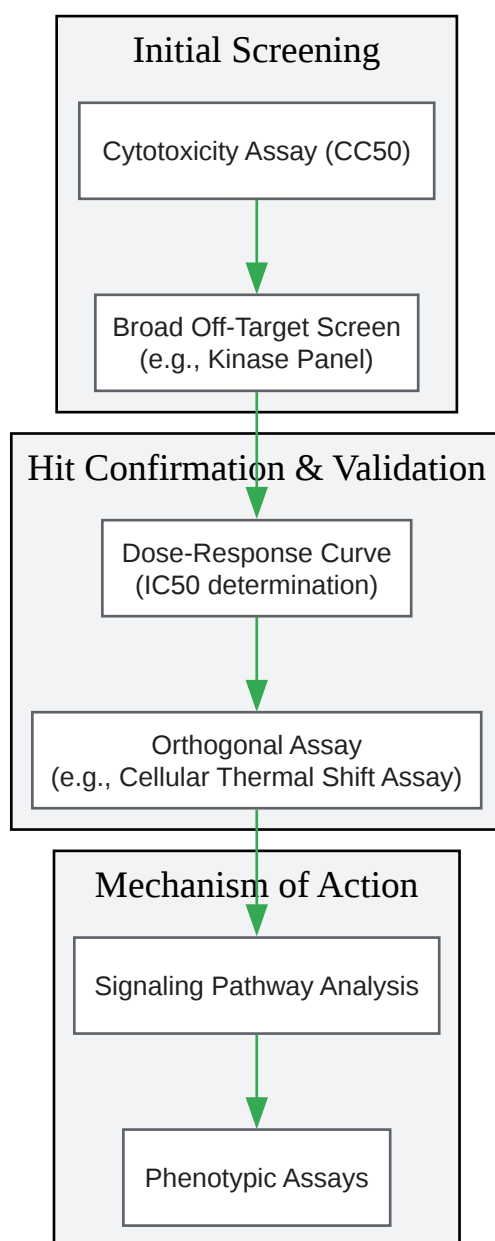 Initial Screening
Cytotoxicity Assay (CC50)
Broad Off-Target Screen
(e.g., Kinase Panel)
Hit Confirmation & Validation
Dose-Response Curve
(IC50 determination)
Orthogonal Assay
(e.g., Cellular Thermal Shift Assay)
Mechanism of Action
Signaling Pathway Analysis
Phenotypic Assays